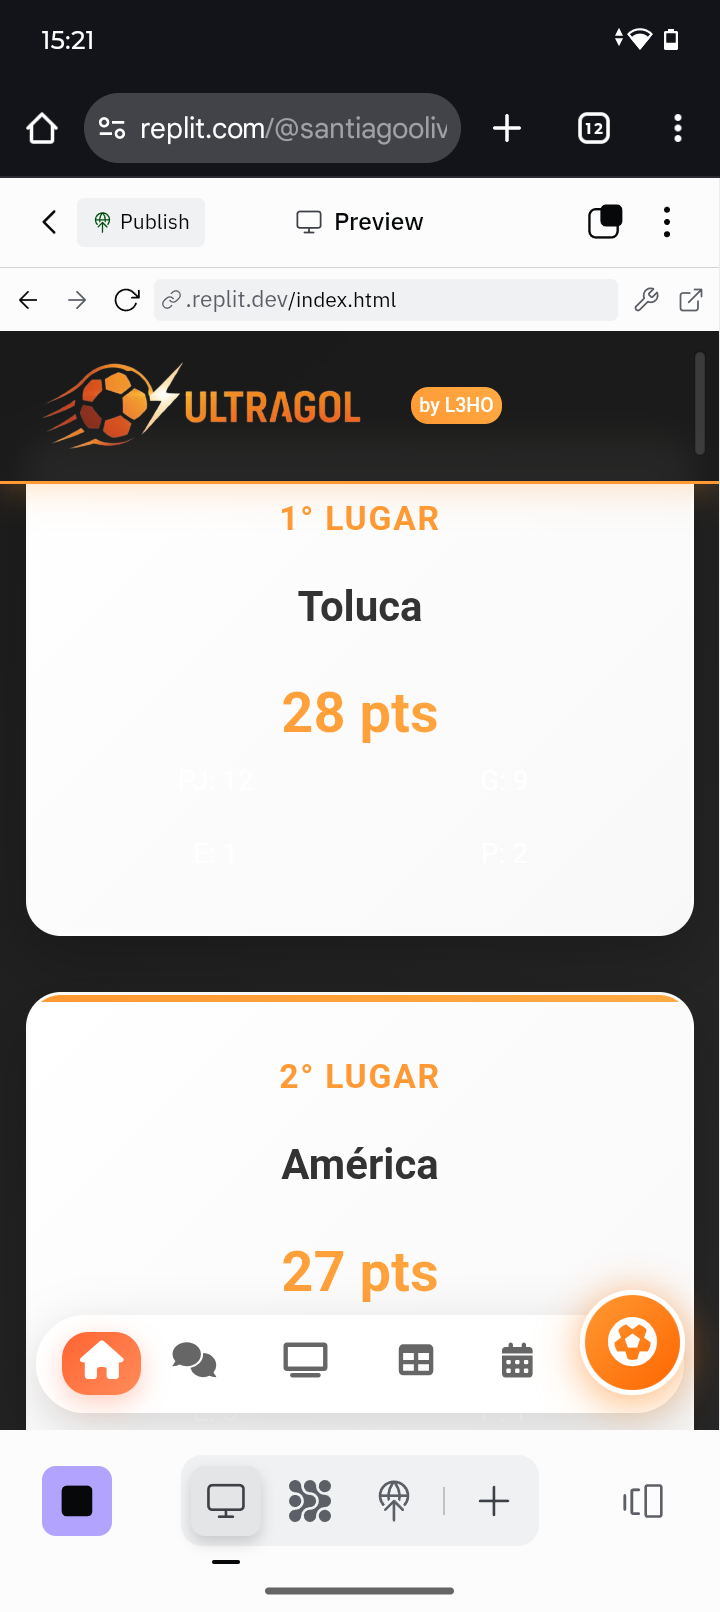 15:21
replit.com/@santiagooliv
12
Publish
Preview
.replit.dev/index.html
ULTRAGOL
by L3HO
1° LUGAR
Toluca
28 pts
PJ: 12
G: 9
E: 1
P: 2
2° LUGAR
América
27 pts